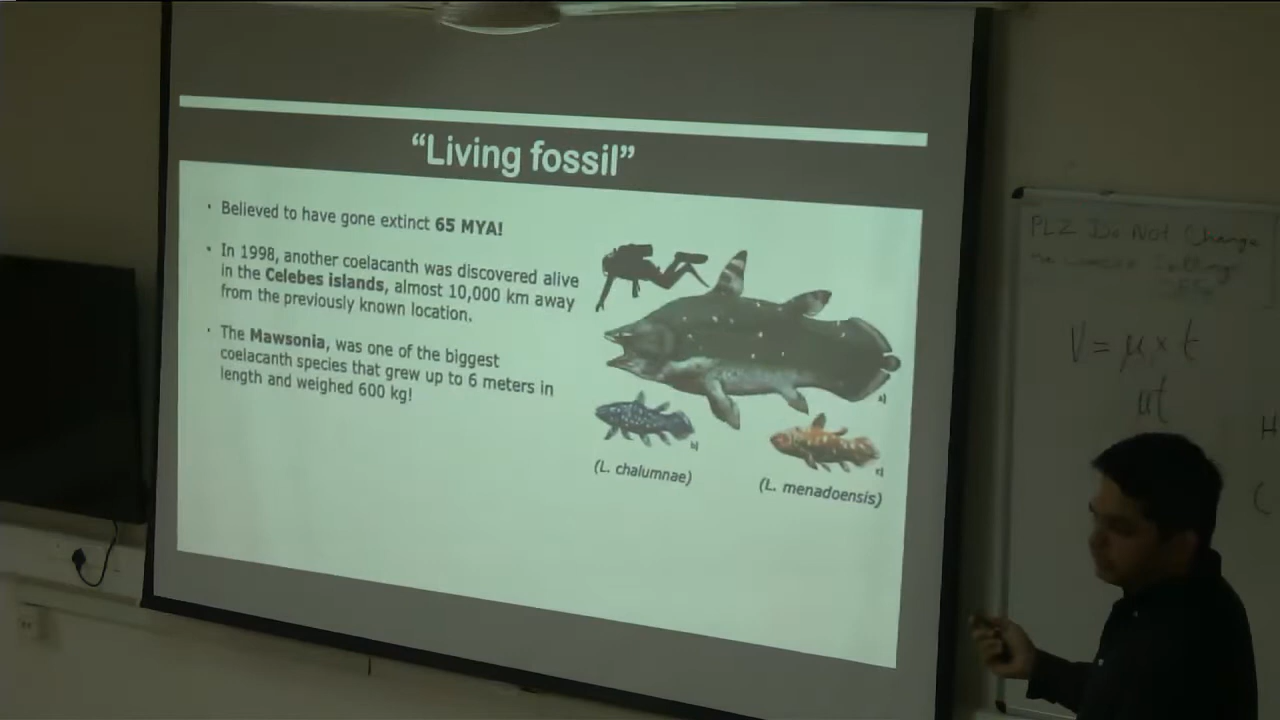 “Living fossil”
• Believed to have gone extinct 65 MYA!
• In 1998, another coelacanth was discovered alive
in the Celebes islands, almost 10,000 km away
from the previously known location.
• The Mawsonia, was one of the biggest
coelacanth species that grew up to 6 meters in
length and weighed 600 kg!
(L. chalumnae)
(L. menadoensis)
PLZ Do Not Change
V = μ x t
ut
H
(